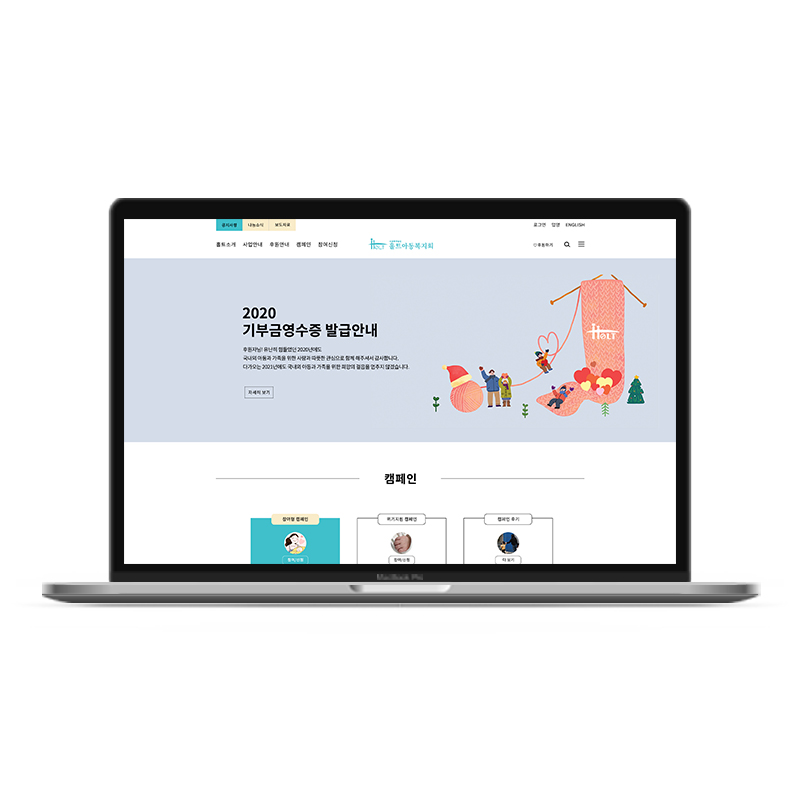 공지사항 나눔소식 보도자료
로그인 입양 ENGLISH
홀트소개 사업안내 후원안내 캠페인 참여신청
HOLT 홀트아동복지회
후원하기
2020
기부금영수증 발급안내
후원자님! 유난히 힘들었던 2020년에도
국내외 아동과 가족을 위한 사랑과 따뜻한 관심으로 함께 해주셔서 감사합니다.
다가오는 2021년에도 국내외 아동과 가족을 위한 희망의 걸음을 멈추지 않겠습니다.
자세히 보기
HOLT
캠페인
참여형 캠페인 위기지원 캠페인 캠페인 후기
참여/신청 참여/신청 더 보기
MacBook Pro